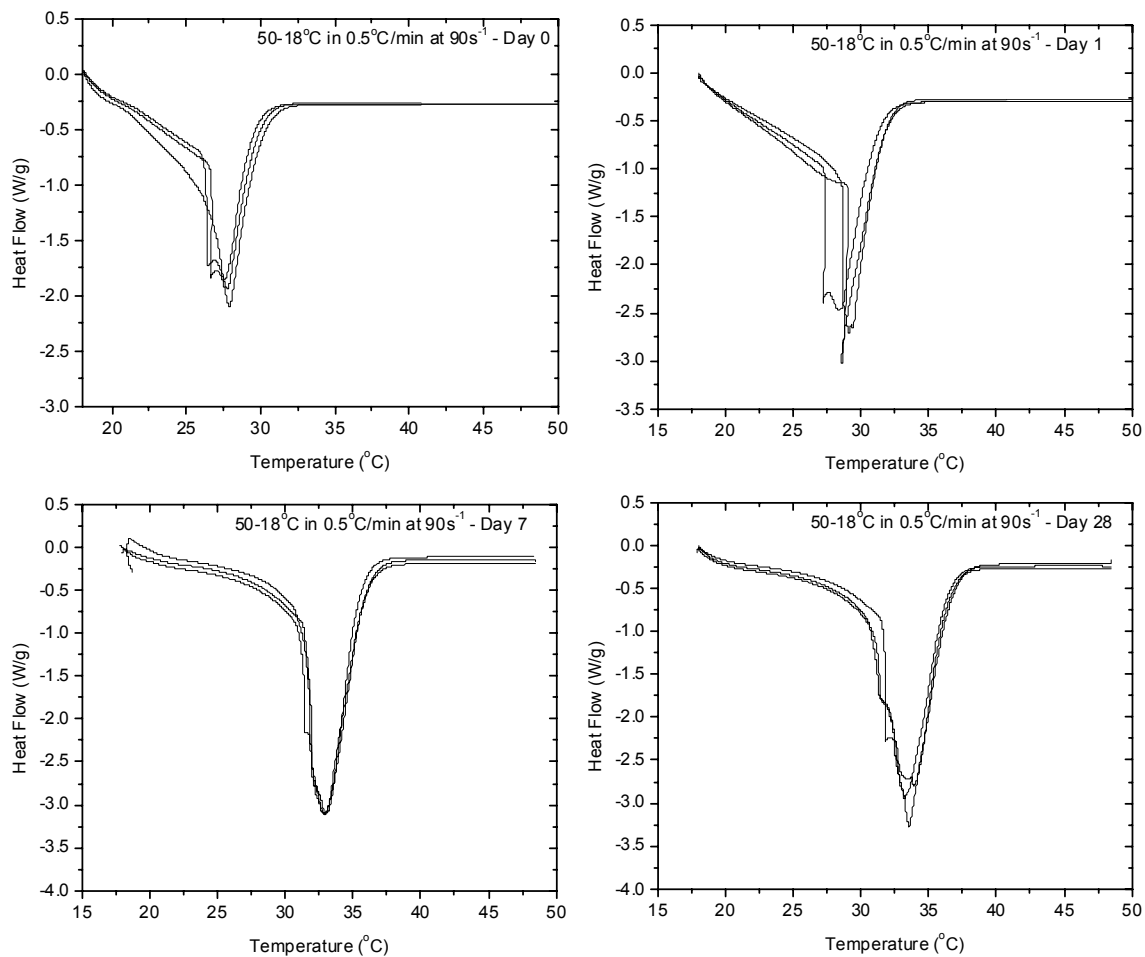 50-18°C in 0.5°C/min at 90s⁻¹ - Day 0
0.5
0.0
-0.5
-1.0
-1.5
-2.0
-2.5
-3.0
Heat Flow (W/g)
20 25 30 35 40 45 50
Temperature (°C)
50-18°C in 0.5°C/min at 90s⁻¹ - Day 1
0.5
0.0
-0.5
-1.0
-1.5
-2.0
-2.5
-3.0
-3.5
Heat Flow (W/g)
15 20 25 30 35 40 45 50
Temperature (°C)
50-18°C in 0.5°C/min at 90s⁻¹ - Day 7
0.5
0.0
-0.5
-1.0
-1.5
-2.0
-2.5
-3.0
-3.5
-4.0
Heat Flow (W/g)
15 20 25 30 35 40 45 50
Temperature (°C)
50-18°C in 0.5°C/min at 90s⁻¹ - Day 28
0.5
0.0
-0.5
-1.0
-1.5
-2.0
-2.5
-3.0
-3.5
-4.0
Heat Flow (W/g)
15 20 25 30 35 40 45 50
Temperature (°C)